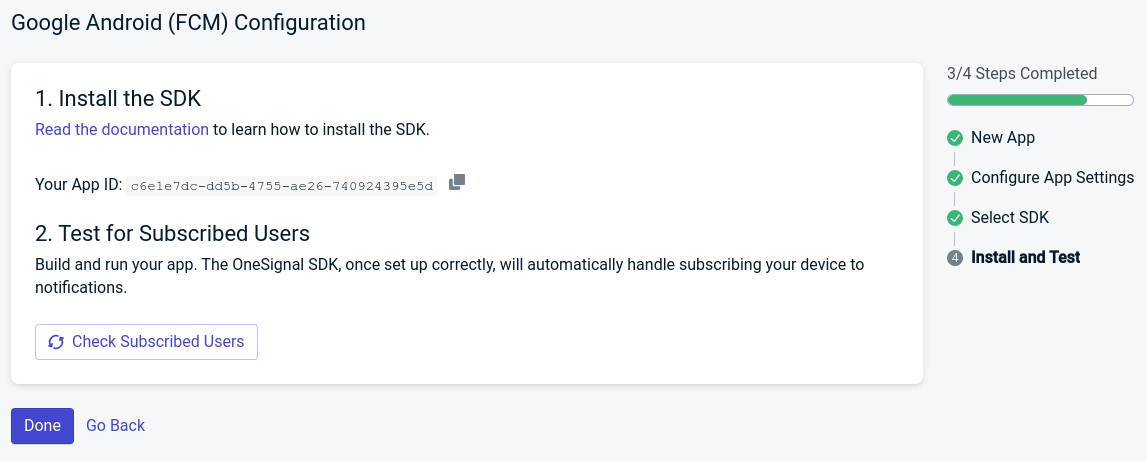 Google Android (FCM) Configuration
1. Install the SDK
Read the documentation to learn how to install the SDK.
Your App ID: c6e1e7dc-dd5b-4755-ae26-740924395e5d
2. Test for Subscribed Users
Build and run your app. The OneSignal SDK, once set up correctly, will automatically handle subscribing your device to
notifications.
Check Subscribed Users
Done Go Back
3/4 Steps Completed
New App
Configure App Settings
Select SDK
4 Install and Test